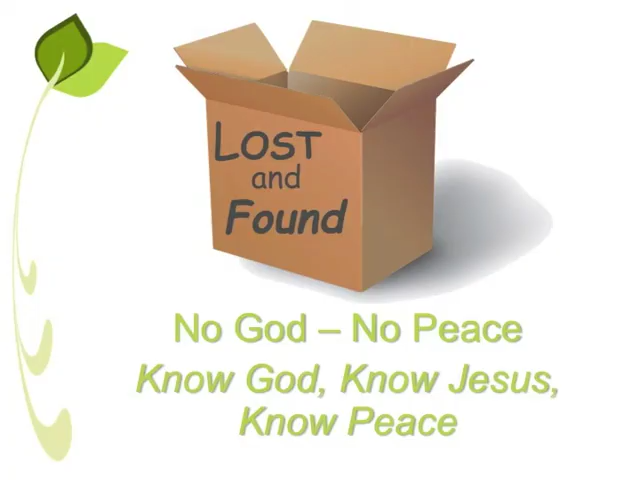 LOST
and
Found
No God – No Peace
Know God, Know Jesus,
Know Peace